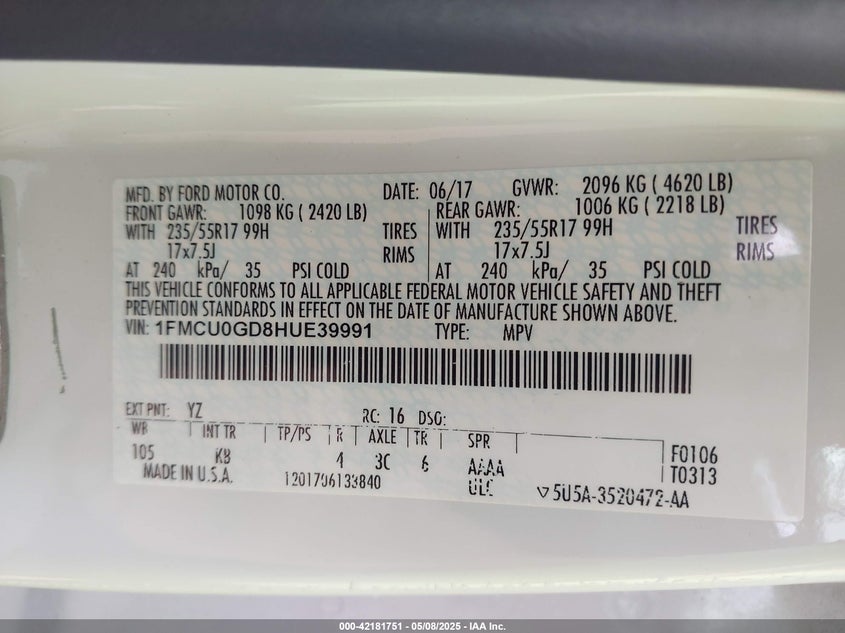 MFD. BY FORD MOTOR CO. DATE: 06/17 GVWR: 2096 KG ( 4620 LB)
FRONT GAWR: 1098 KG ( 2420 LB) REAR GAWR: 1006 KG ( 2218 LB)
WITH 235/55R17 99H TIRES WITH 235/55R17 99H TIRES
17x7.5J RIMS 17x7.5J RIMS
AT 240 kPa/ 35 PSI COLD AT 240 kPa/ 35 PSI COLD
THIS VEHICLE CONFORMS TO ALL APPLICABLE FEDERAL MOTOR VEHICLE SAFETY AND THEFT
PREVENTION STANDARDS IN EFFECT ON THE DATE OF MANUFACTURE SHOWN ABOVE.
VIN: 1FMCU0GD8HUE39991 TYPE: MPV
EXT PNT: YZ RC: 16 DSO:
WB INT TR TP/PS R AXLE TR SPR
105 KB 4 3C 6 AAAA F0106
ULC T0313
MADE IN U.S.A. 1201706133840 5U5A-3520472-AA
000-42181751 - 05/08/2025 - IAA Inc.